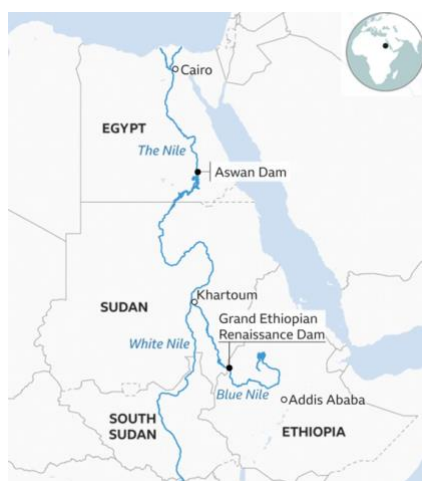 Cairo
EGYPT
The Nile
Aswan Dam
Khartoum
SUDAN
Grand Ethiopian
Renaissance Dam
White Nile
Blue Nile
Addis Ababa
SOUTH
SUDAN
ETHIOPIA